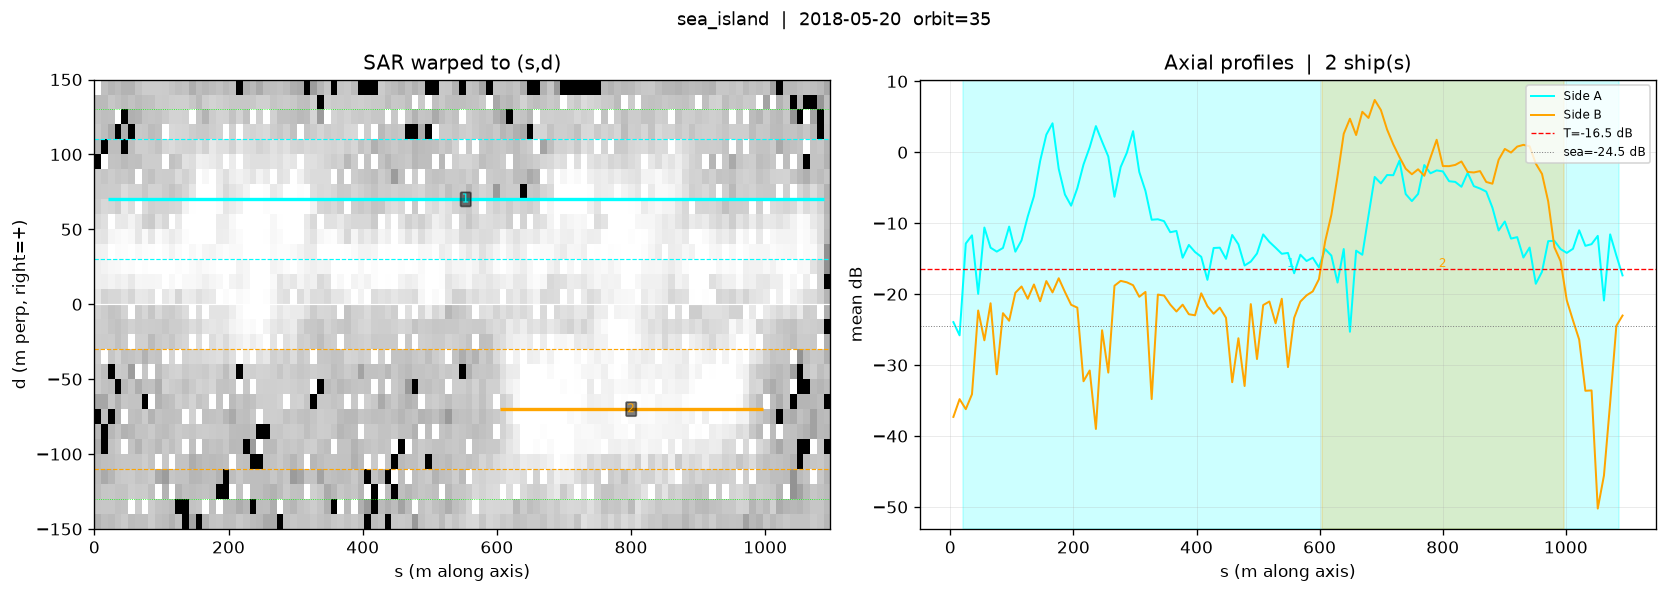 sea_island  |  2018-05-20  orbit=35
SAR warped to (s,d)
150
100
50
0
−50
−100
−150
d (m perp, right=+)
1
2
0 200 400 600 800 1000
s (m along axis)
Axial profiles  |  2 ship(s)
10
0
−10
−20
−30
−40
−50
mean dB
Side A
Side B
T=-16.5 dB
sea=-24.5 dB
2
0 200 400 600 800 1000
s (m along axis)